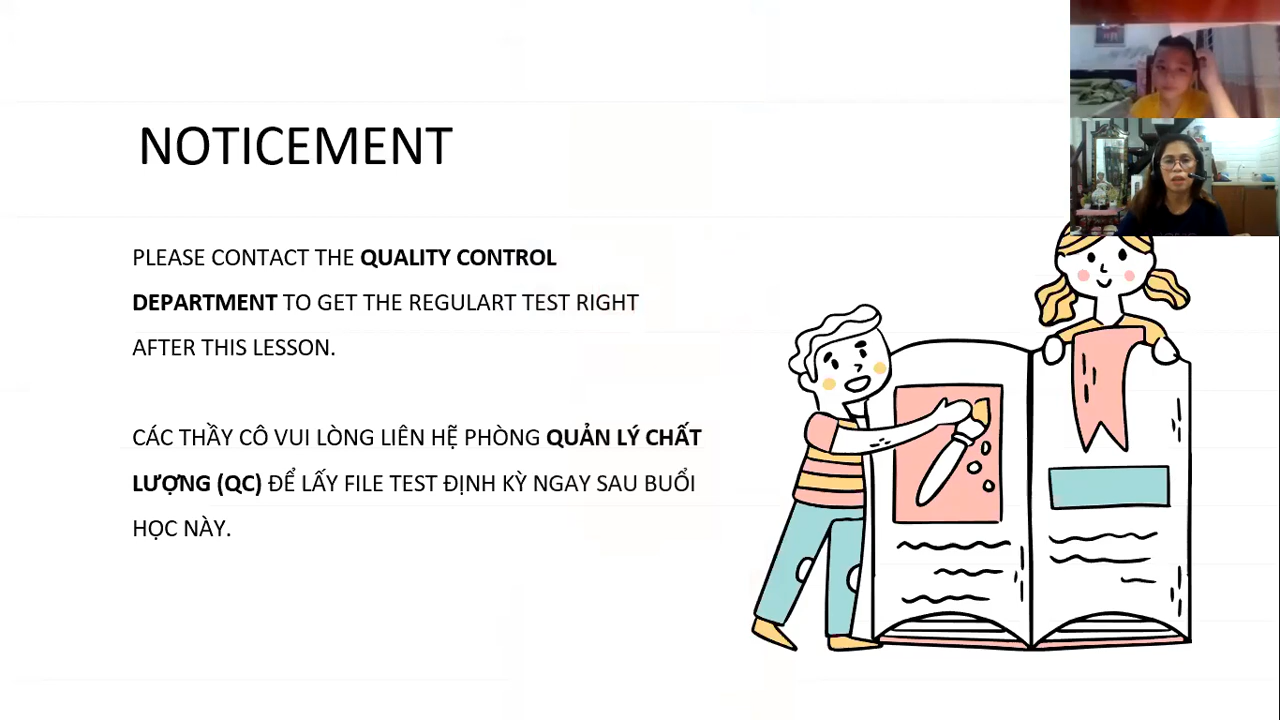 NOTICEMENT
PLEASE CONTACT THE QUALITY CONTROL
DEPARTMENT TO GET THE REGULART TEST RIGHT
AFTER THIS LESSON.
CÁC THẦY CÔ VUI LÒNG LIÊN HỆ PHÒNG QUẢN LÝ CHẤT
LƯỢNG (QC) ĐỂ LẤY FILE TEST ĐỊNH KỲ NGAY SAU BUỔI
HỌC NÀY.